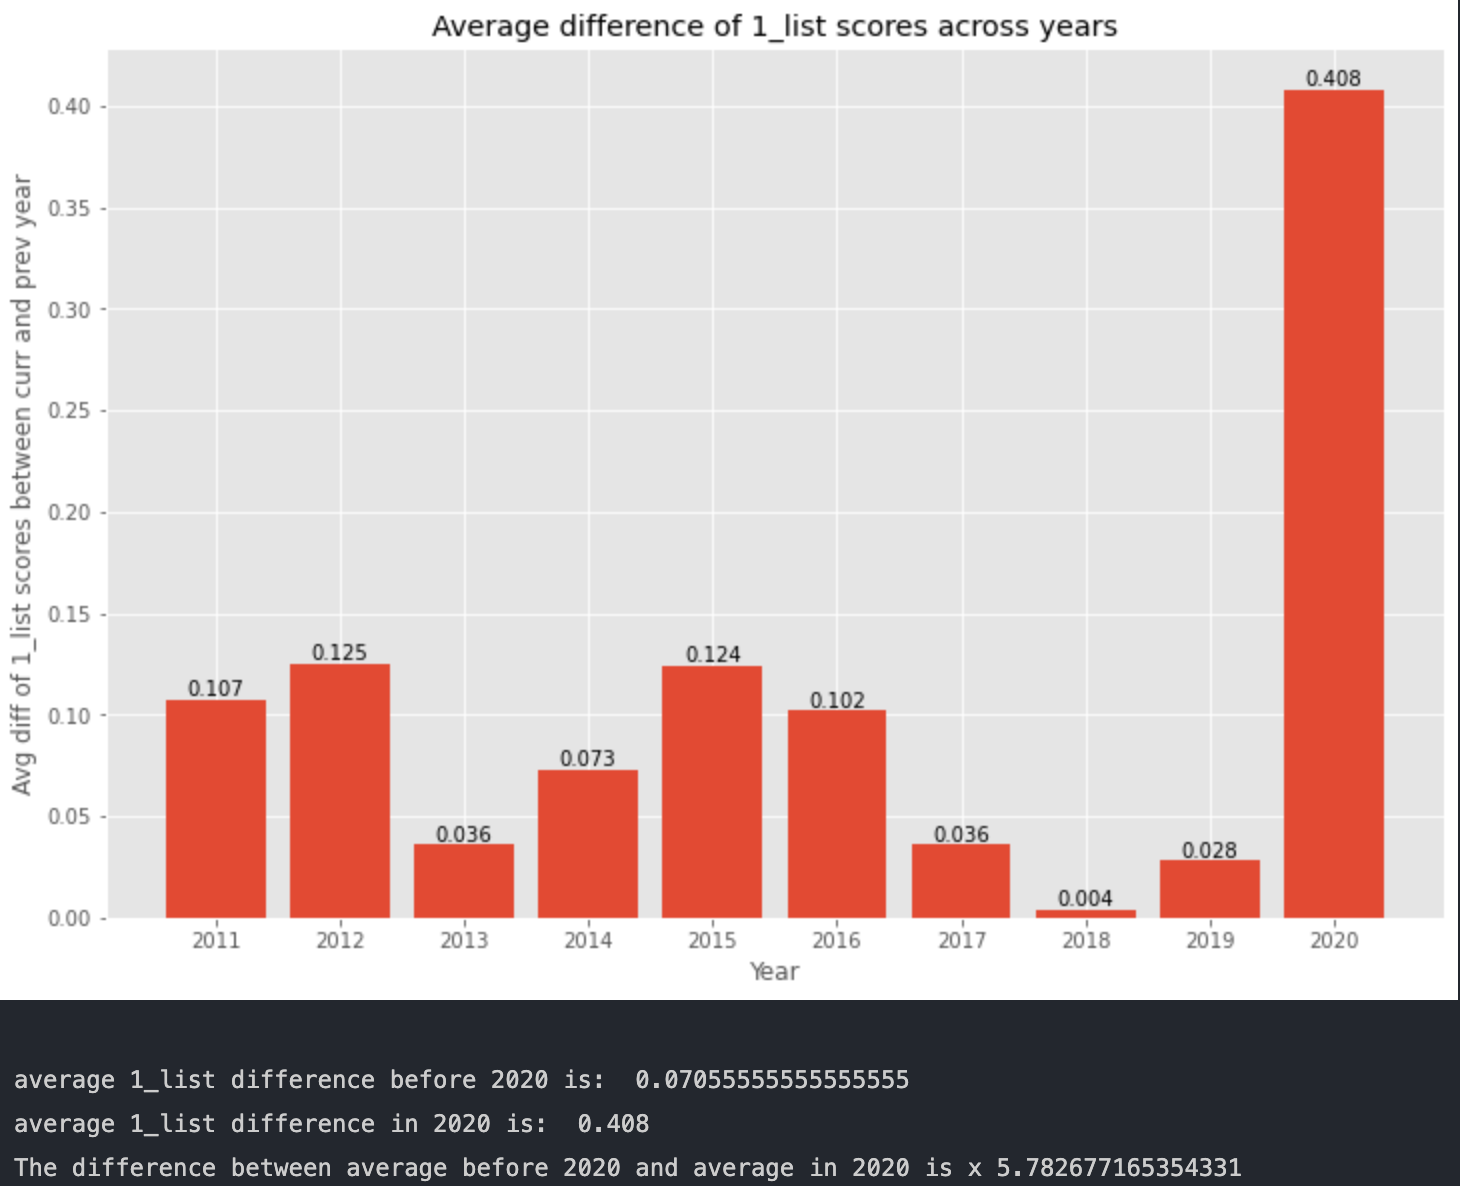 Average difference of 1_list scores across years
Avg diff of 1_list scores between curr and prev year
0.40
0.35
0.30
0.25
0.20
0.15
0.10
0.05
0.00
0.107
0.125
0.036
0.073
0.124
0.102
0.036
0.004
0.028
0.408
2011 2012 2013 2014 2015 2016 2017 2018 2019 2020
Year
average 1_list difference before 2020 is:  0.07055555555555555
average 1_list difference in 2020 is:  0.408
The difference between average before 2020 and average in 2020 is x 5.782677165354331